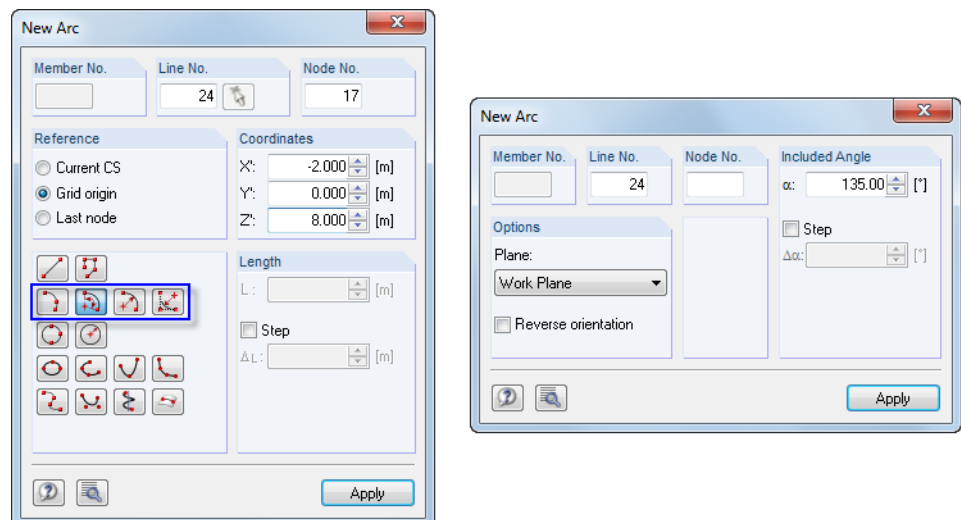 New Arc
Member No. Line No. Node No.
24 17
Reference
Current CS
Grid origin
Last node
Coordinates
X': -2.000 [m]
Y': 0.000 [m]
Z': 8.000 [m]
Length
L : [m]
Step
ΔL : [m]
Apply
New Arc
Member No. Line No. Node No. Included Angle
24 α: 135.00 [°]
Options
Plane:
Work Plane
Reverse orientation
Step
Δα: [°]
Apply